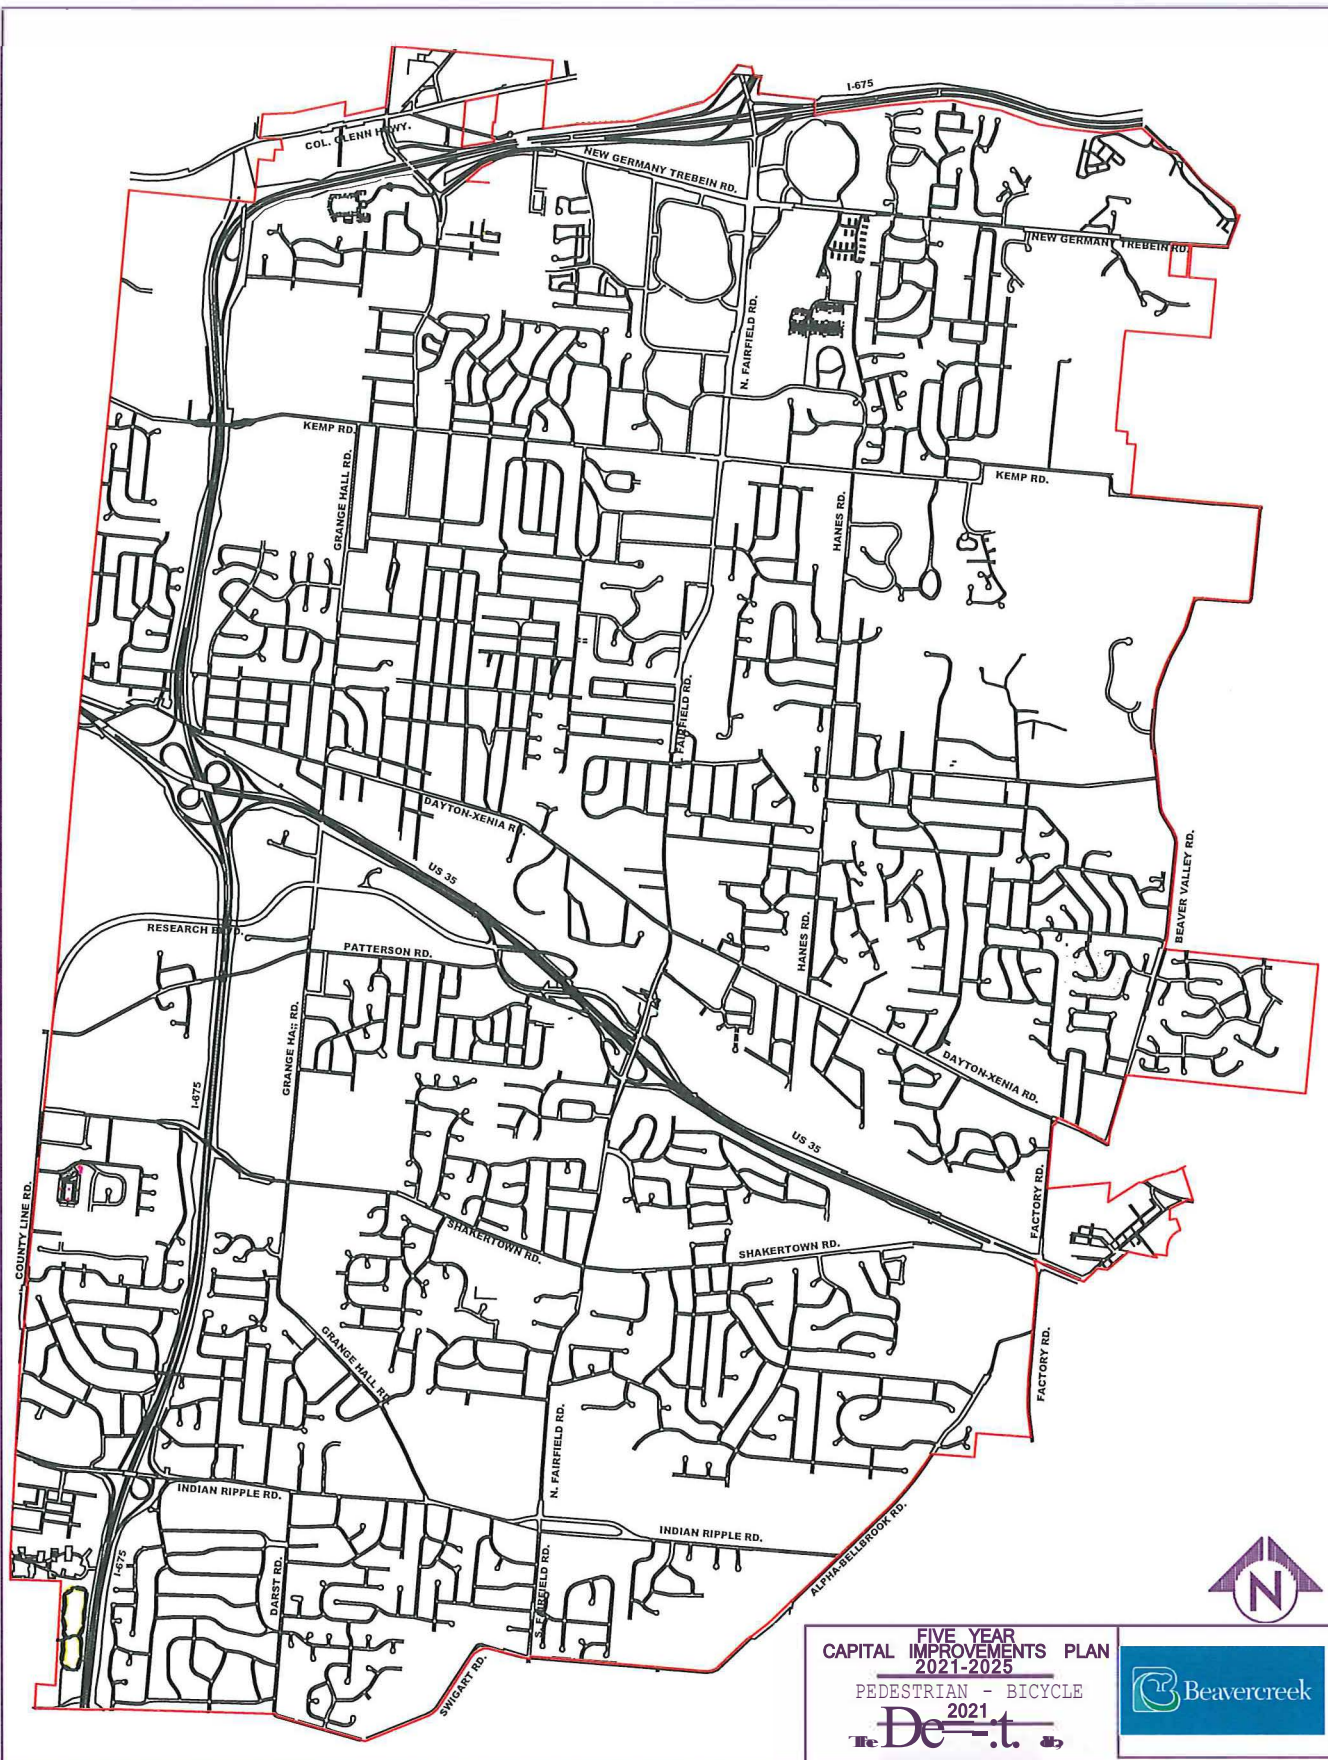 I-675
COL. GLENN HWY.
NEW GERMANY TREBEIN RD.
NEW GERMANY TREBEIN RD.
N. FAIRFIELD RD.
KEMP RD.
GRANGE HALL RD.
KEMP RD.
HANES RD.
N. FAIRFIELD RD.
DAYTON-XENIA RD.
US 35
BEAVER VALLEY RD.
RESEARCH BLVD.
PATTERSON RD.
HANES RD.
GRANGE HA;; RD.
DAYTON-XENIA RD.
I-675
US 35
COUNTY LINE RD.
FACTORY RD.
SHAKERTOWN RD.
SHAKERTOWN RD.
GRANGE HALL RD.
FACTORY RD.
N. FAIRFIELD RD.
INDIAN RIPPLE RD.
INDIAN RIPPLE RD.
ALPHA-BELLBROOK RD.
I-675
DARST RD.
S. FAIRFIELD RD.
SWIGART RD.
N
FIVE YEAR
CAPITAL IMPROVEMENTS PLAN
2021-2025
PEDESTRIAN - BICYCLE
2021
Beavercreek